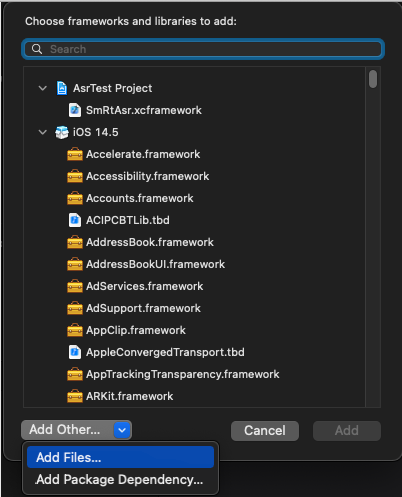 Choose frameworks and libraries to add:
Search
AsrTest Project
SmRtAsr.xcframework
iOS 14.5
Accelerate.framework
Accessibility.framework
Accounts.framework
ACIPCBTLib.tbd
AddressBook.framework
AddressBookUI.framework
AdServices.framework
AdSupport.framework
AppClip.framework
AppleConvergedTransport.tbd
AppTrackingTransparency.framework
ARKit.framework
Add Other... Cancel Add
Add Files...
Add Package Dependency...